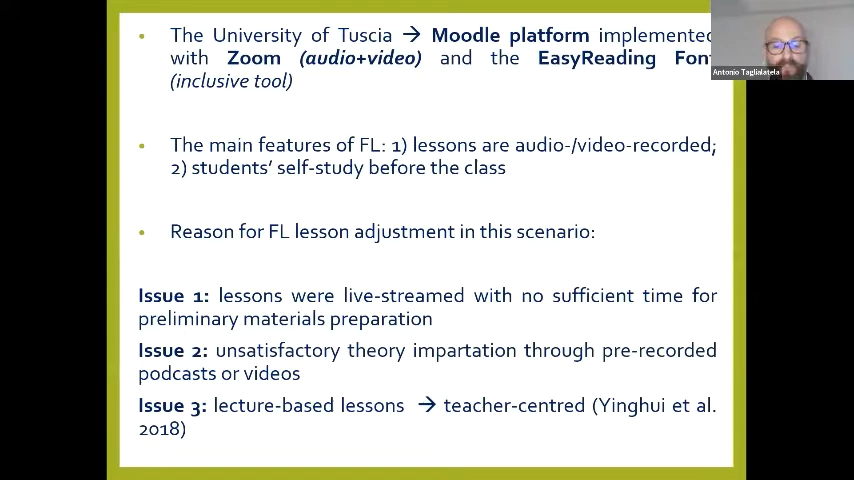 The University of Tuscia → Moodle platform implemented
with Zoom (audio+video) and the EasyReading Font
(inclusive tool)
Antonio Taglialatela
The main features of FL: 1) lessons are audio-/video-recorded;
2) students' self-study before the class
Reason for FL lesson adjustment in this scenario:
Issue 1: lessons were live-streamed with no sufficient time for
preliminary materials preparation
Issue 2: unsatisfactory theory impartation through pre-recorded
podcasts or videos
Issue 3: lecture-based lessons → teacher-centred (Yinghui et al.
2018)